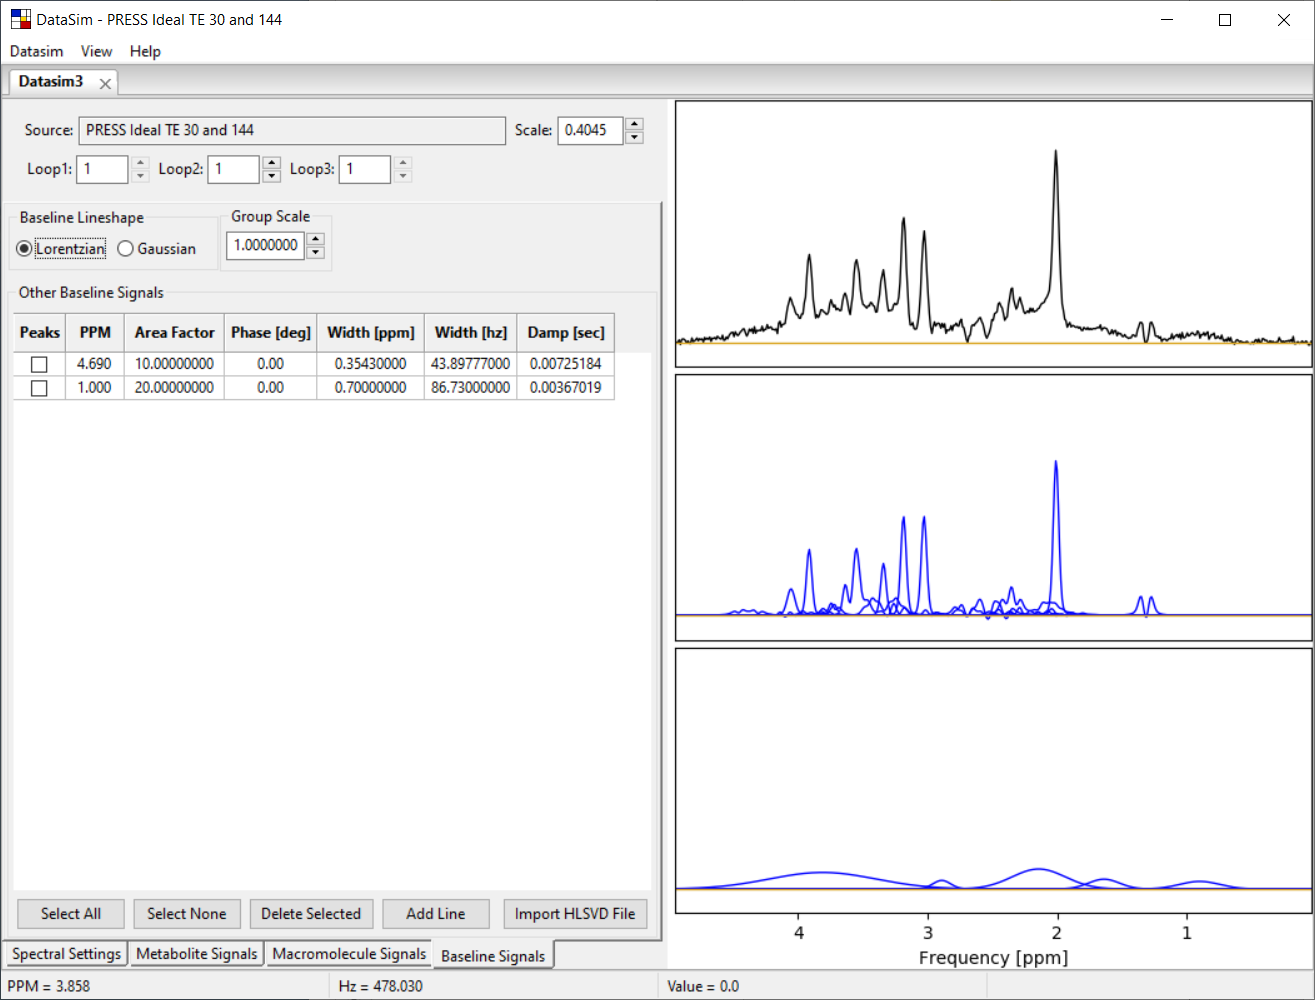 DataSim - PRESS Ideal TE 30 and 144
Datasim View Help
Datasim3
Source: PRESS Ideal TE 30 and 144 Scale: 0.4045
Loop1: 1 Loop2: 1 Loop3: 1
Baseline Lineshape Group Scale
Lorentzian Gaussian 1.0000000
Other Baseline Signals
Peaks PPM Area Factor Phase [deg] Width [ppm] Width [hz] Damp [sec]
4.690 10.00000000 0.00 0.35430000 43.89777000 0.00725184
1.000 20.00000000 0.00 0.70000000 86.73000000 0.00367019
Select All Select None Delete Selected Add Line Import HLSVD File
Spectral Settings Metabolite Signals Macromolecule Signals Baseline Signals
4 3 2 1
Frequency [ppm]
PPM = 3.858 Hz = 478.030 Value = 0.0